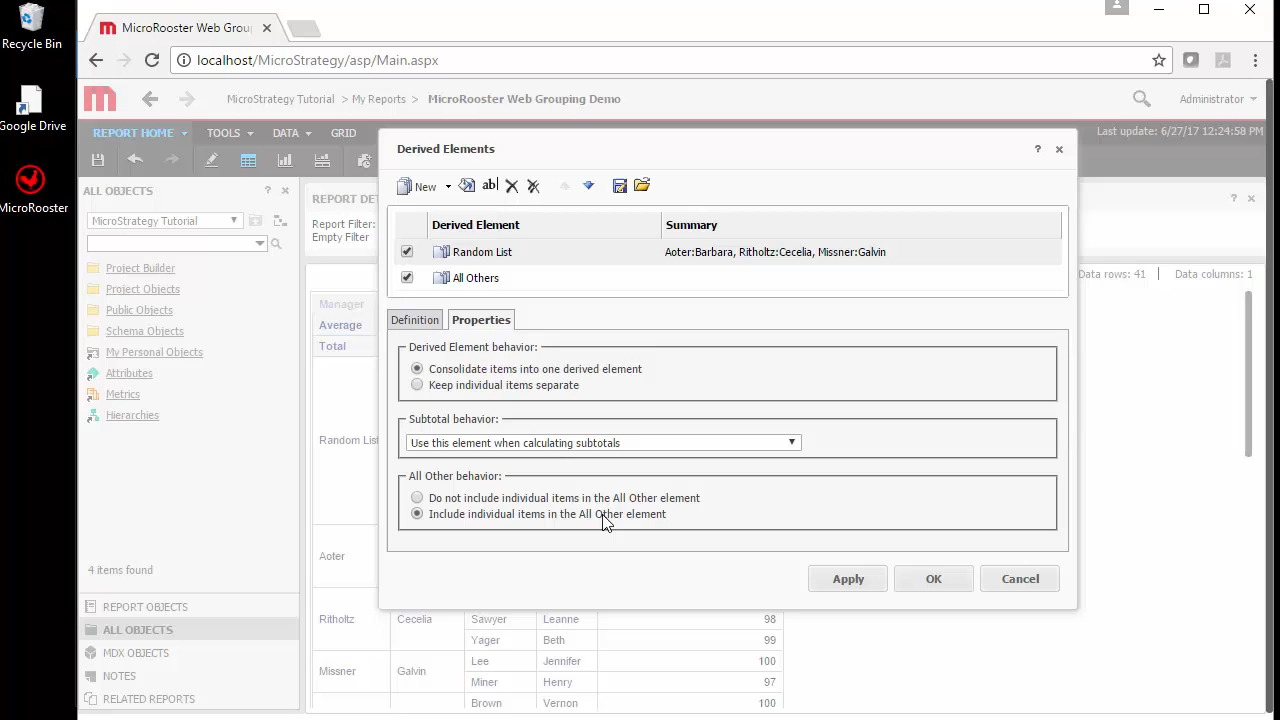 Recycle Bin
Google Drive
MicroRooster
MicroRooster Web Grou
localhost/MicroStrategy/asp/Main.aspx
MicroStrategy Tutorial > My Reports > MicroRooster Web Grouping Demo
Administrator
REPORT HOME TOOLS DATA GRID
Last update: 6/27/17 12:24:58 PM
ALL OBJECTS ? x
MicroStrategy Tutorial
Project Builder
Project Objects
Public Objects
Schema Objects
My Personal Objects
Attributes
Metrics
Hierarchies
4 items found
REPORT OBJECTS
ALL OBJECTS
MDX OBJECTS
NOTES
RELATED REPORTS
REPORT DE
Report Filter:
Empty Filter
? x
Data rows: 41 Data columns: 1
Manager
Average
Total
Random List
Aoter
Ritholtz Cecelia Sawyer Leanne 98
Yager Beth 99
Missner Galvin Lee Jennifer 100
Miner Henry 97
Brown Vernon 100
Derived Elements ? x
New abl
Derived Element Summary
Random List Aoter:Barbara, Ritholtz:Cecelia, Missner:Galvin
All Others
Definition Properties
Derived Element behavior:
Consolidate items into one derived element
Keep individual items separate
Subtotal behavior:
Use this element when calculating subtotals
All Other behavior:
Do not include individual items in the All Other element
Include individual items in the All Other element
Apply OK Cancel